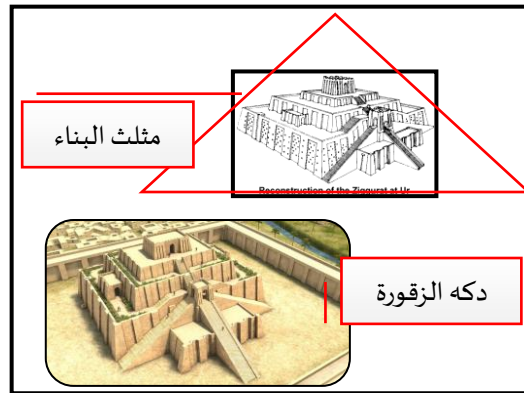 مثلث البناء
Reconstruction of the Ziggurat at Ur
دكه الزقورة